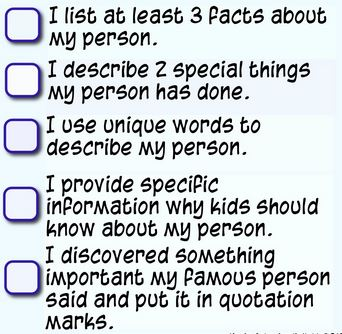 I list at least 3 facts about
my person.
I describe 2 special things
my person has done.
I use unique words to
describe my person.
I provide specific
information why kids should
know about my person.
I discovered something
important my famous person
said and put it in quotation
marks.